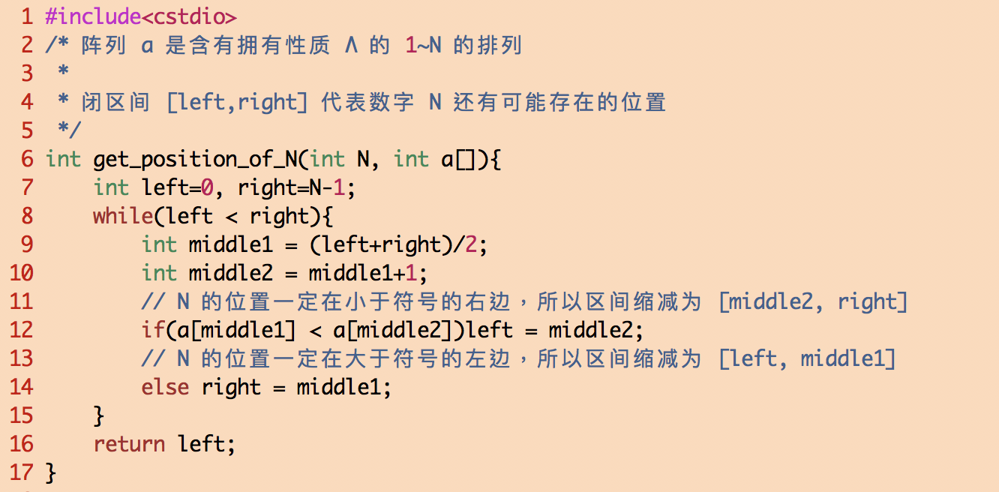 1 #include<cstdio>
2 /* 阵列 a 是含有拥有性质 Λ 的 1~N 的排列
3  *
4  * 闭区间 [left,right] 代表数字 N 还有可能存在的位置
5  */
6 int get_position_of_N(int N, int a[]){
7     int left=0, right=N-1;
8     while(left < right){
9         int middle1 = (left+right)/2;
10         int middle2 = middle1+1;
11         // N 的位置一定在小于符号的右边，所以区间缩减为 [middle2, right]
12         if(a[middle1] < a[middle2])left = middle2;
13         // N 的位置一定在大于符号的左边，所以区间缩减为 [left, middle1]
14         else right = middle1;
15     }
16     return left;
17 }